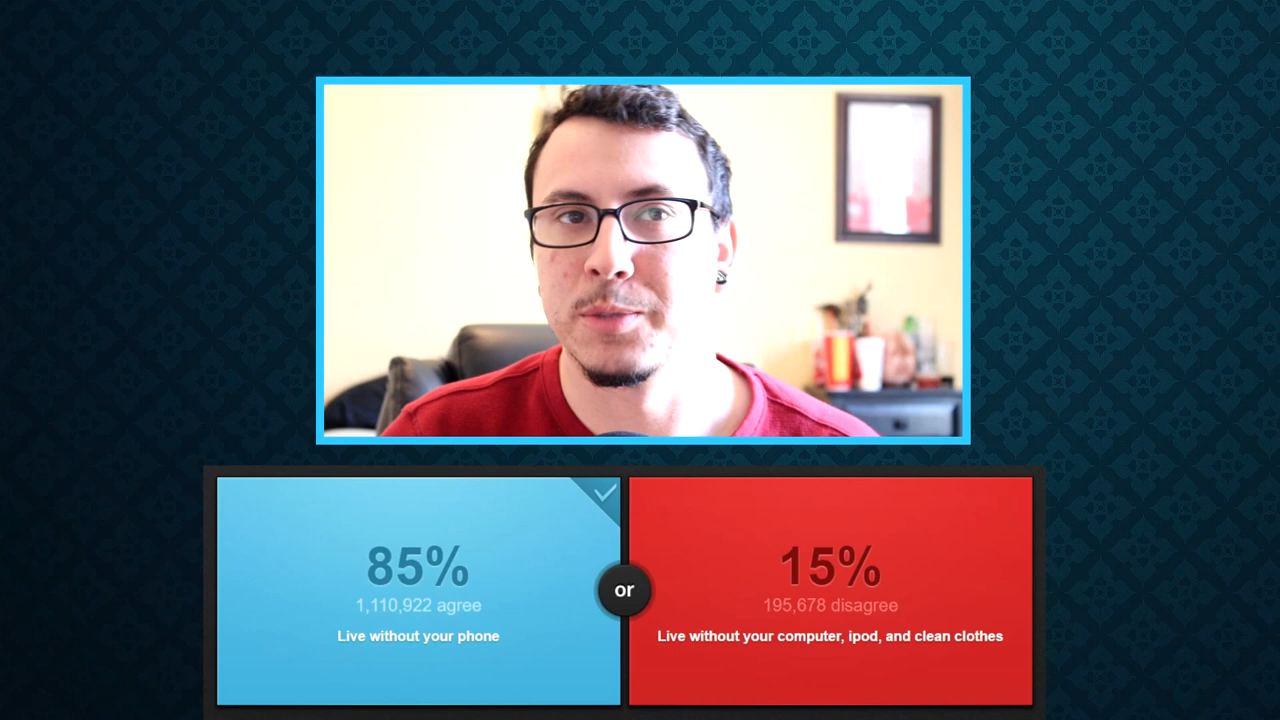 85%
1,110,922 agree
Live without your phone
or
15%
195,678 disagree
Live without your computer, ipod, and clean clothes